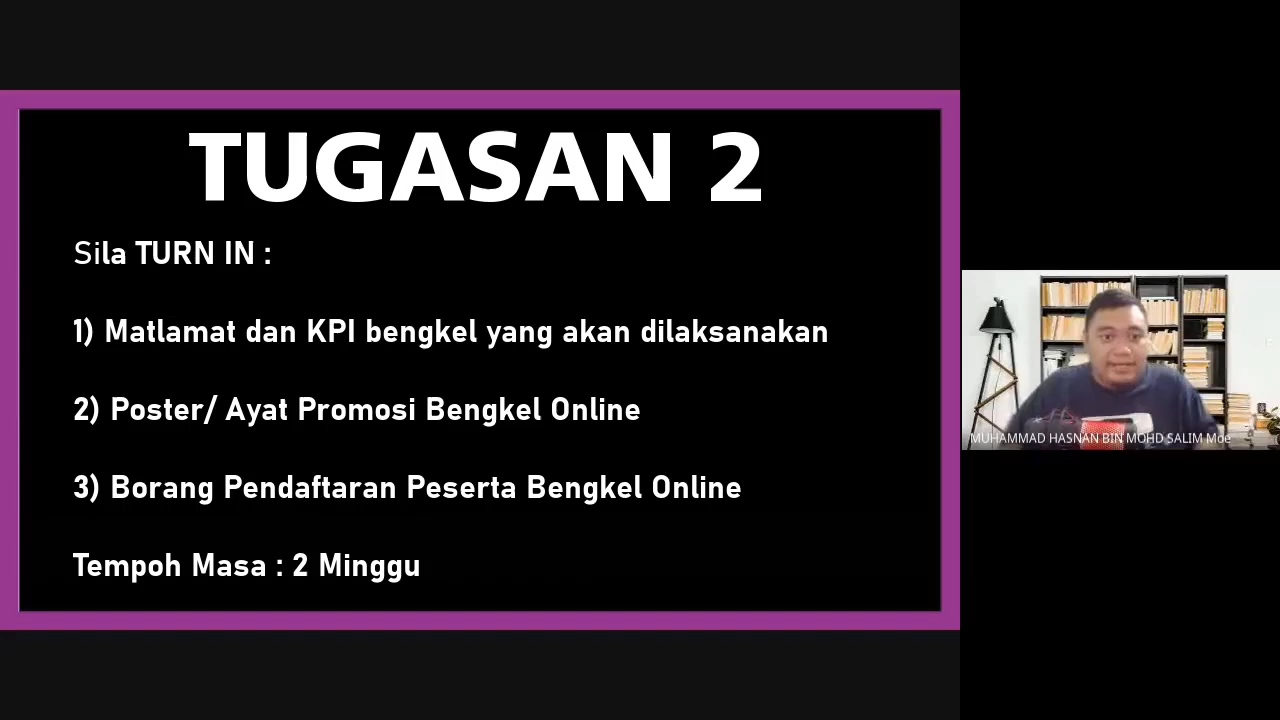 TUGASAN 2
Sila TURN IN :
1) Matlamat dan KPI bengkel yang akan dilaksanakan
2) Poster/ Ayat Promosi Bengkel Online
3) Borang Pendaftaran Peserta Bengkel Online
Tempoh Masa : 2 Minggu
MUHAMMAD HASNAN BIN MOHD SALIM Moe